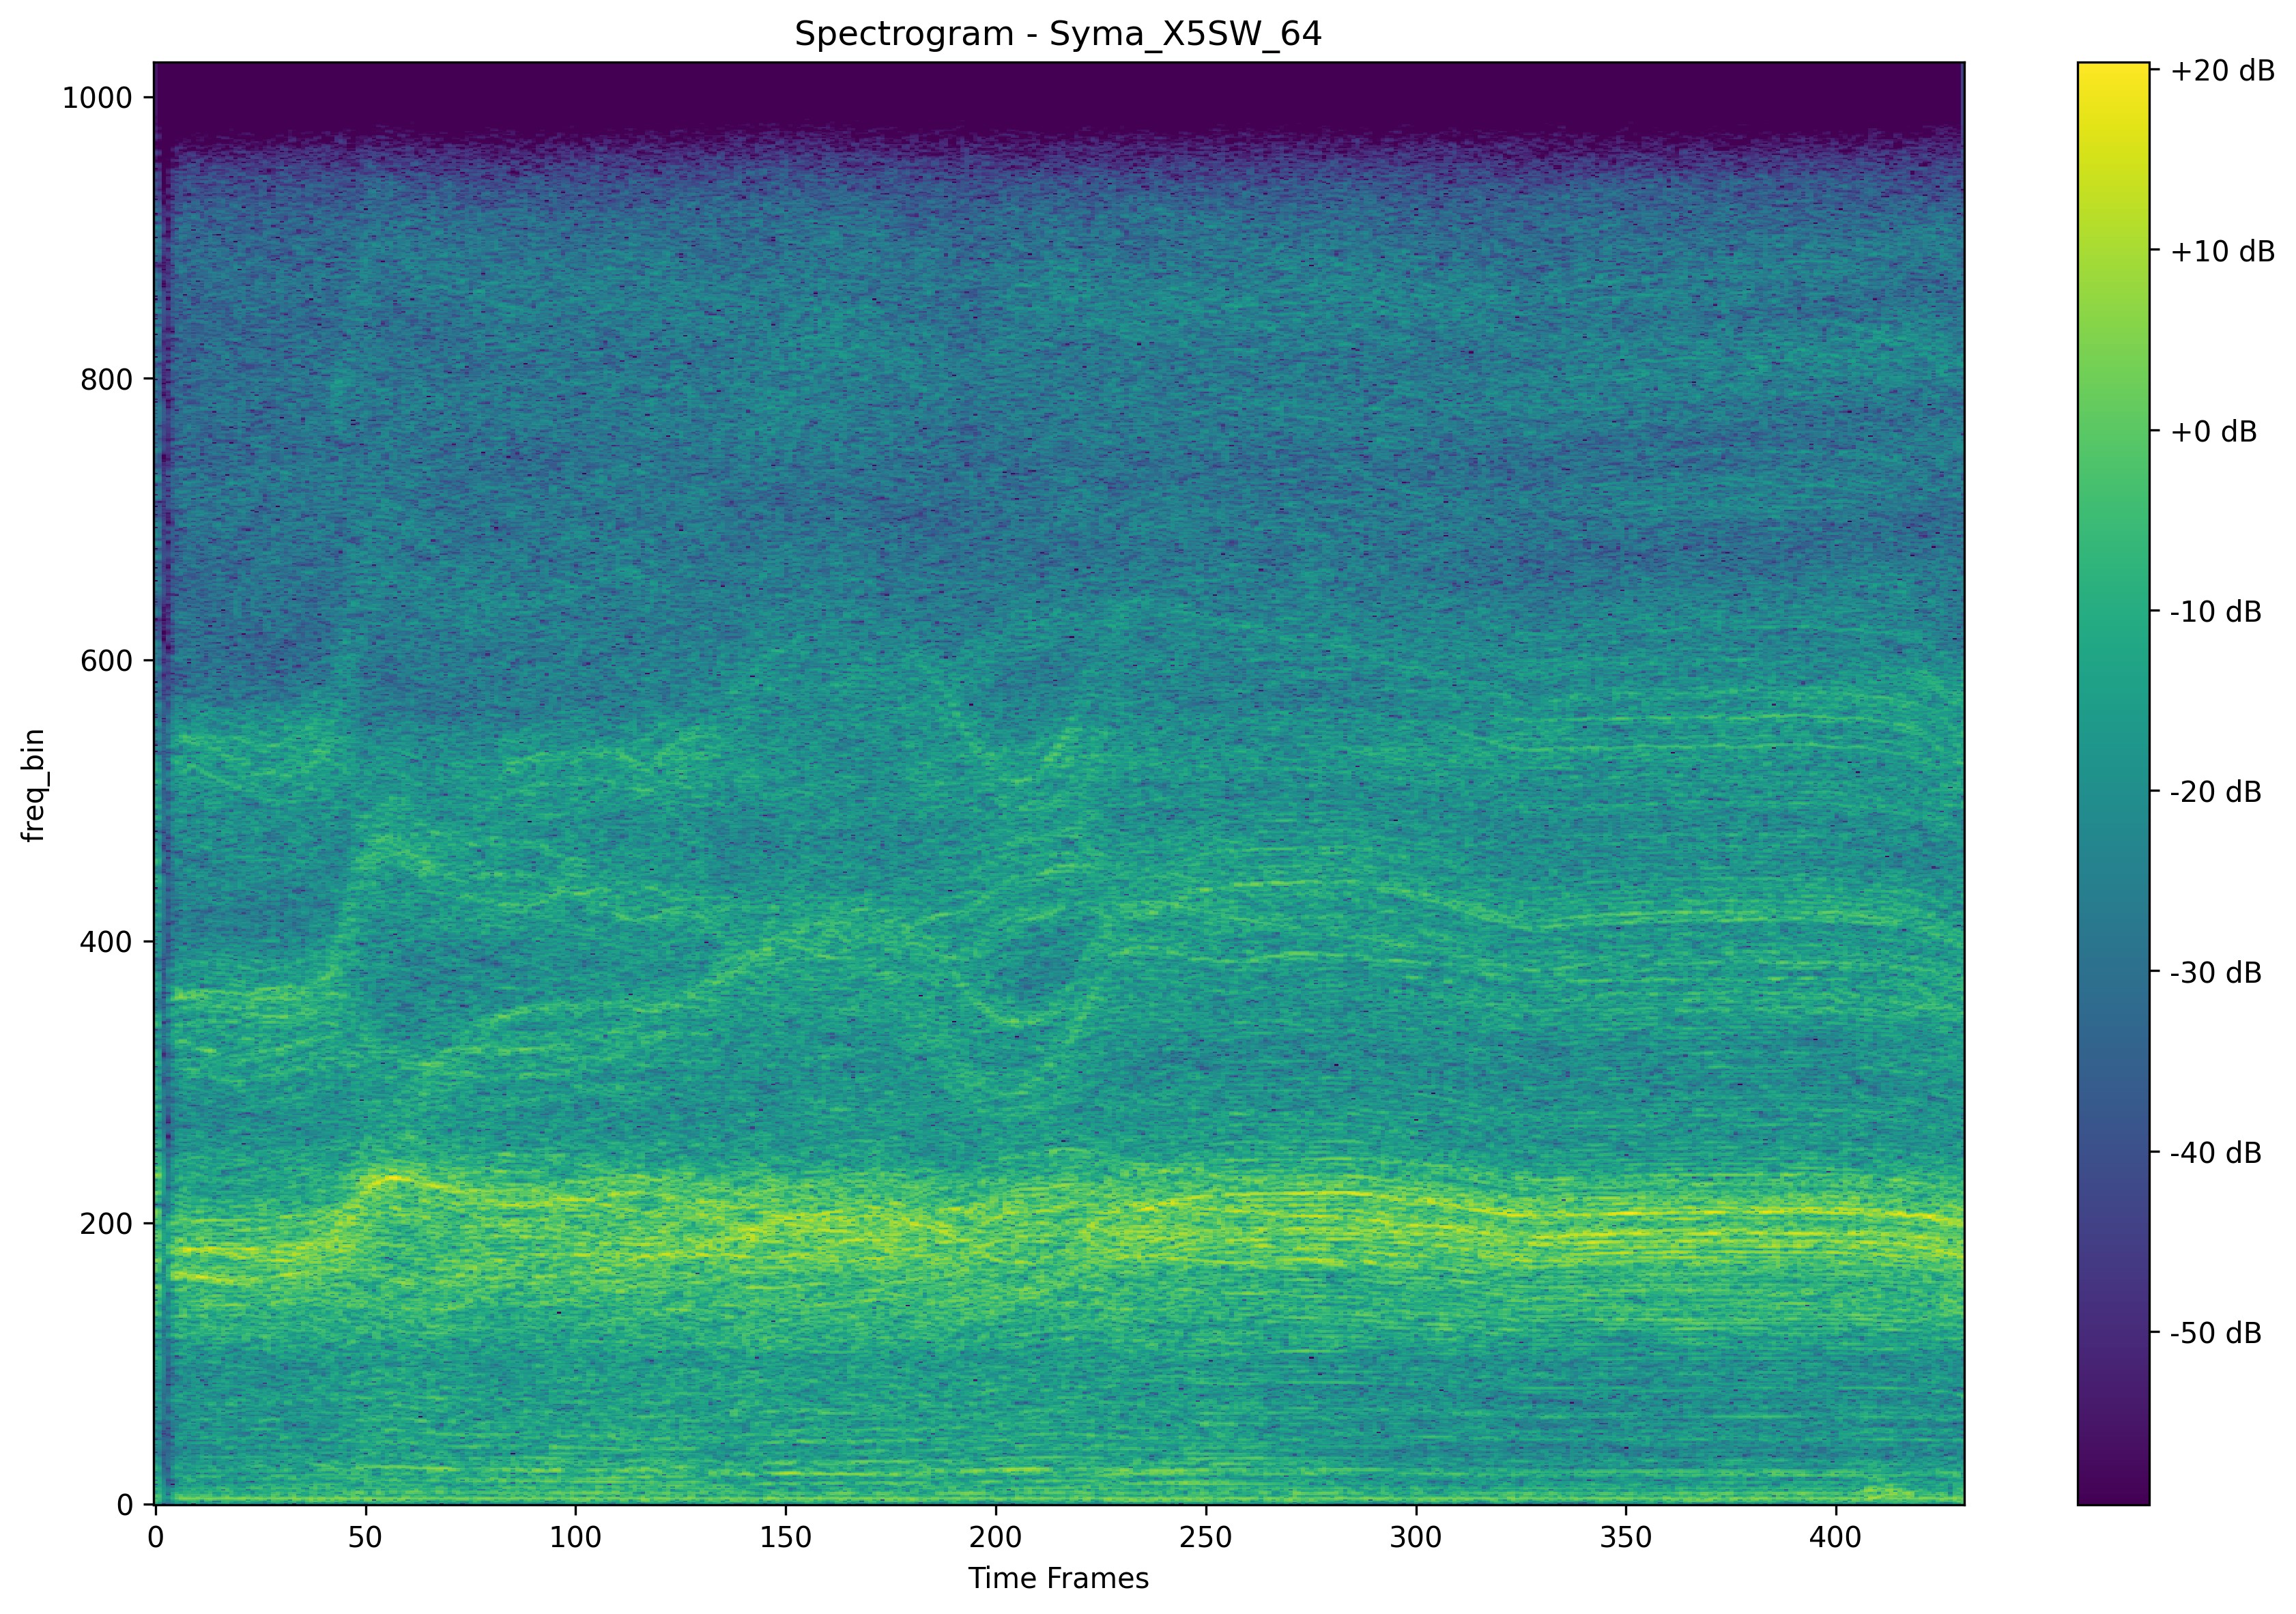 Spectrogram - Syma_X5SW_64
1000
800
600
400
200
0
freq_bin
0 50 100 150 200 250 300 350 400
Time Frames
+20 dB
+10 dB
+0 dB
-10 dB
-20 dB
-30 dB
-40 dB
-50 dB